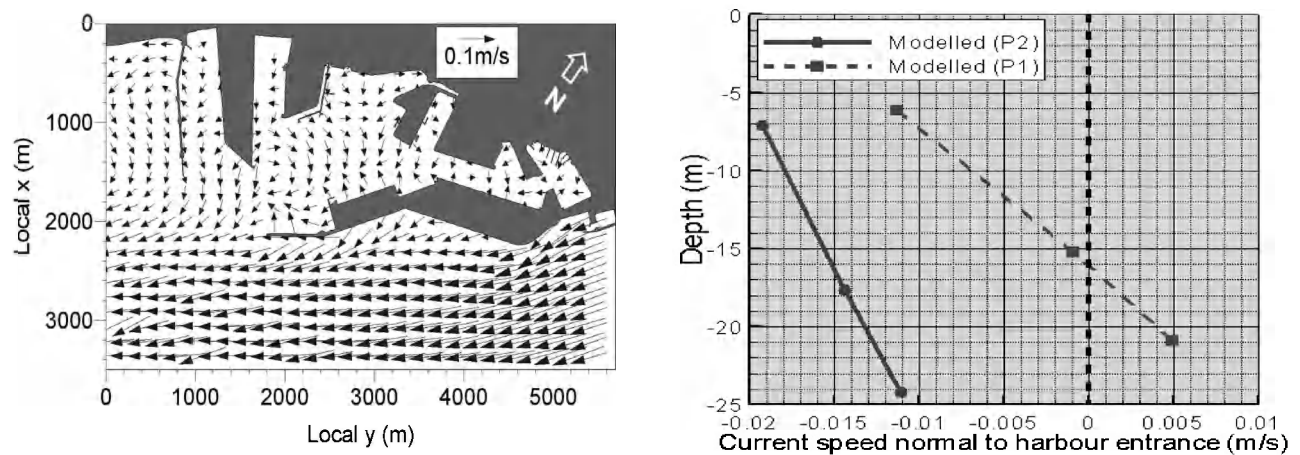 0
1000
2000
3000
Local x (m)
0.1m/s
N
0 1000 2000 3000 4000 5000
Local y (m)
0
-5
-10
-15
-20
-25
Depth (m)
Modelled (P2)
Modelled (P1)
-0.02 -0.015 -0.01 -0.005 0 0.005 0.01
Current speed normal to harbour entrance (m/s)